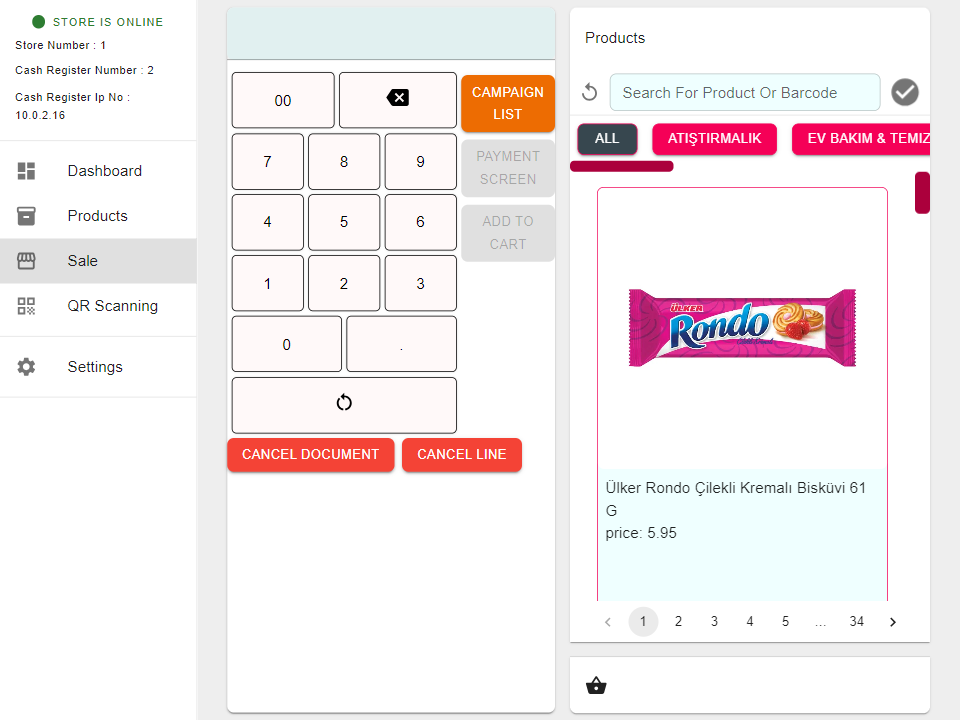 STORE IS ONLINE
Store Number : 1
Cash Register Number : 2
Cash Register Ip No :
10.0.2.16
Dashboard
Products
Sale
QR Scanning
Settings
00
7 8 9
4 5 6
1 2 3
0 .
CAMPAIGN
LIST
PAYMENT
SCREEN
ADD TO
CART
CANCEL DOCUMENT
CANCEL LINE
Products
Search For Product Or Barcode
ALL
ATIŞTIRMALIK
EV BAKIM & TEMIZ
ÜLKER
Rondo
Ülker Rondo Çilekli Kremalı Bisküvi 61
G
price: 5.95
1 2 3 4 5 ... 34